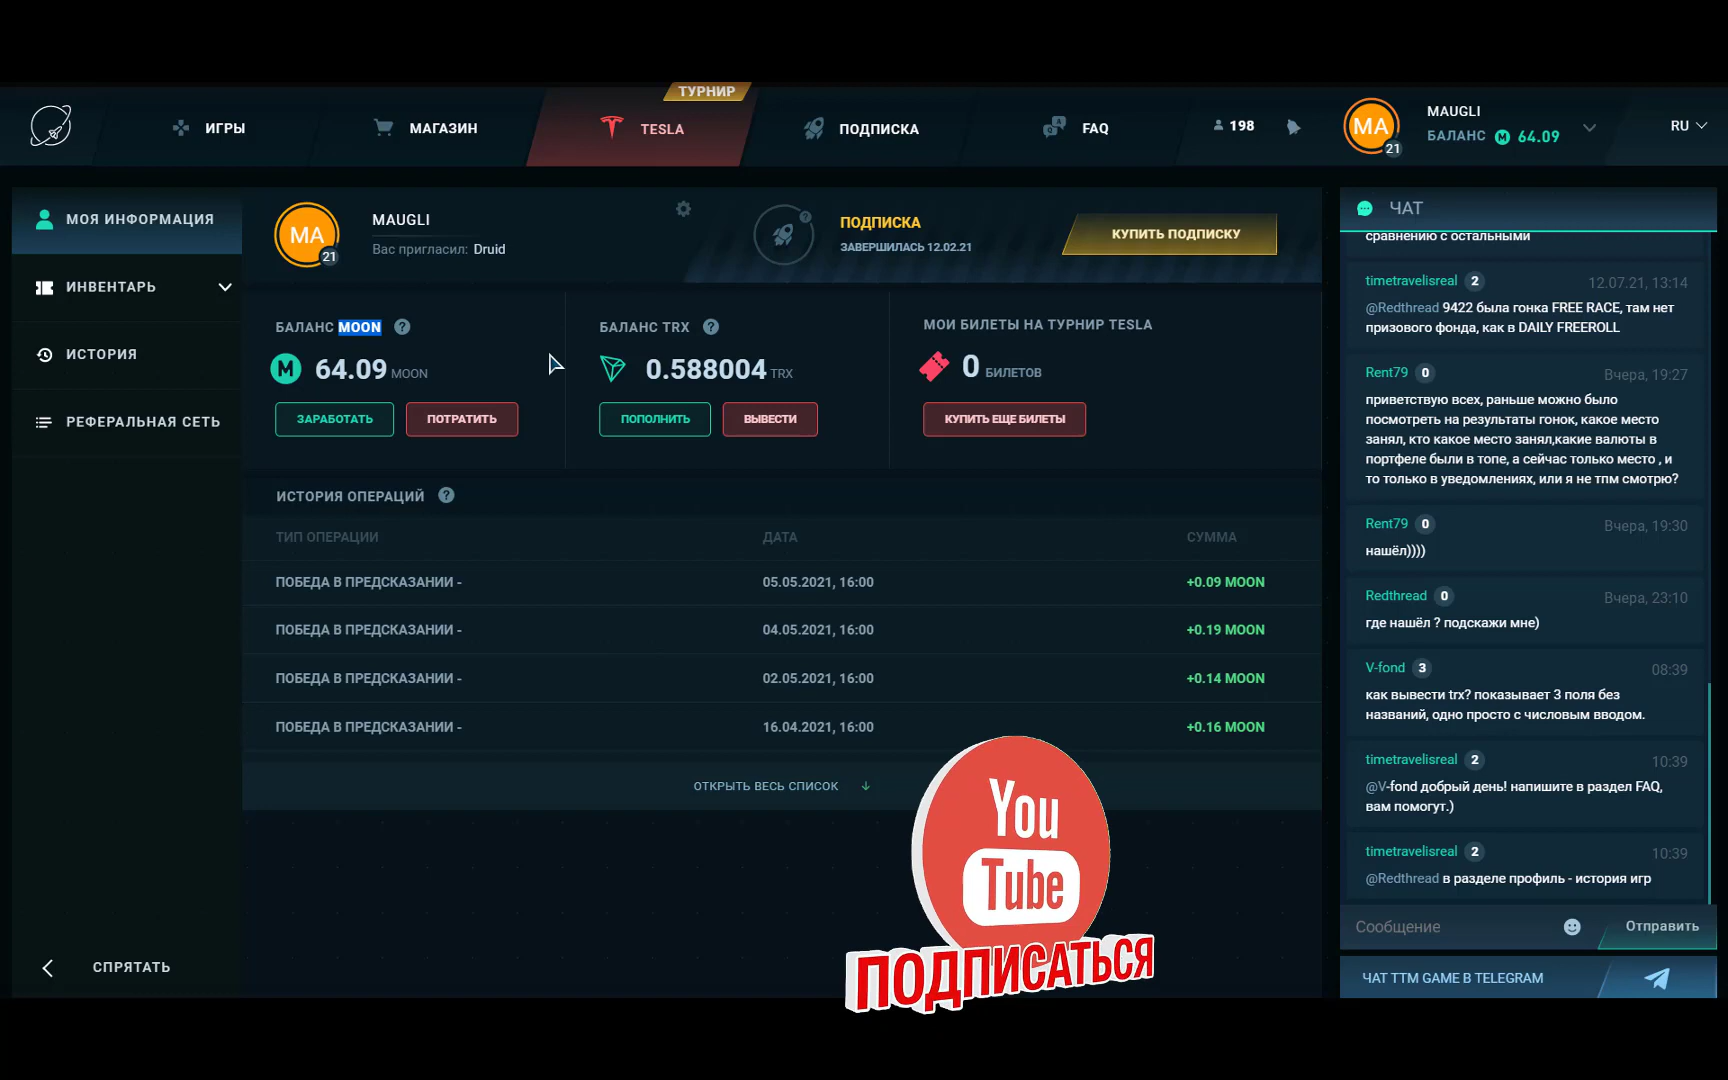 ТУРНИР
ИГРЫ
МАГАЗИН
TESLA
ПОДПИСКА
FAQ
198
MA
21
MAUGLI
БАЛАНС M 64.09
RU
МОЯ ИНФОРМАЦИЯ
ИНВЕНТАРЬ
ИСТОРИЯ
РЕФЕРАЛЬНАЯ СЕТЬ
СПРЯТАТЬ
MA
21
MAUGLI
Вас пригласил: Druid
?
ПОДПИСКА
ЗАВЕРШИЛАСЬ 12.02.21
КУПИТЬ ПОДПИСКУ
БАЛАНС MOON ?
M 64.09 MOON
ЗАРАБОТАТЬ
ПОТРАТИТЬ
БАЛАНС TRX ?
0.588004 TRX
ПОПОЛНИТЬ
ВЫВЕСТИ
МОИ БИЛЕТЫ НА ТУРНИР TESLA
0 БИЛЕТОВ
КУПИТЬ ЕЩЕ БИЛЕТЫ
ИСТОРИЯ ОПЕРАЦИЙ ?
ТИП ОПЕРАЦИИ ДАТА СУММА
ПОБЕДА В ПРЕДСКАЗАНИИ - 05.05.2021, 16:00 +0.09 MOON
ПОБЕДА В ПРЕДСКАЗАНИИ - 04.05.2021, 16:00 +0.19 MOON
ПОБЕДА В ПРЕДСКАЗАНИИ - 02.05.2021, 16:00 +0.14 MOON
ПОБЕДА В ПРЕДСКАЗАНИИ - 16.04.2021, 16:00 +0.16 MOON
ОТКРЫТЬ ВЕСЬ СПИСОК
You
Tube
ПОДПИСАТЬСЯ
ЧАТ
сравнению с остальными
timetravelisreal 2 12.07.21, 13:14
@Redthread 9422 была гонка FREE RACE, там нет
призового фонда, как в DAILY FREEROLL
Rent79 0 Вчера, 19:27
приветствую всех, раньше можно было
посмотреть на результаты гонок, какое место
занял, кто какое место занял,какие валюты в
портфеле были в топе, а сейчас только место , и
то только в уведомлениях, или я не тпм смотрю?
Rent79 0 Вчера, 19:30
нашёл))))
Redthread 0 Вчера, 23:10
где нашёл ? подскажи мне)
V-fond 3 08:39
как вывести trx? показывает 3 поля без
названий, одно просто с числовым вводом.
timetravelisreal 2 10:39
@V-fond добрый день! напишите в раздел FAQ,
вам помогут.)
timetravelisreal 2 10:39
@Redthread в разделе профиль - история игр
Сообщение
Отправить
ЧАТ TTM GAME В TELEGRAM